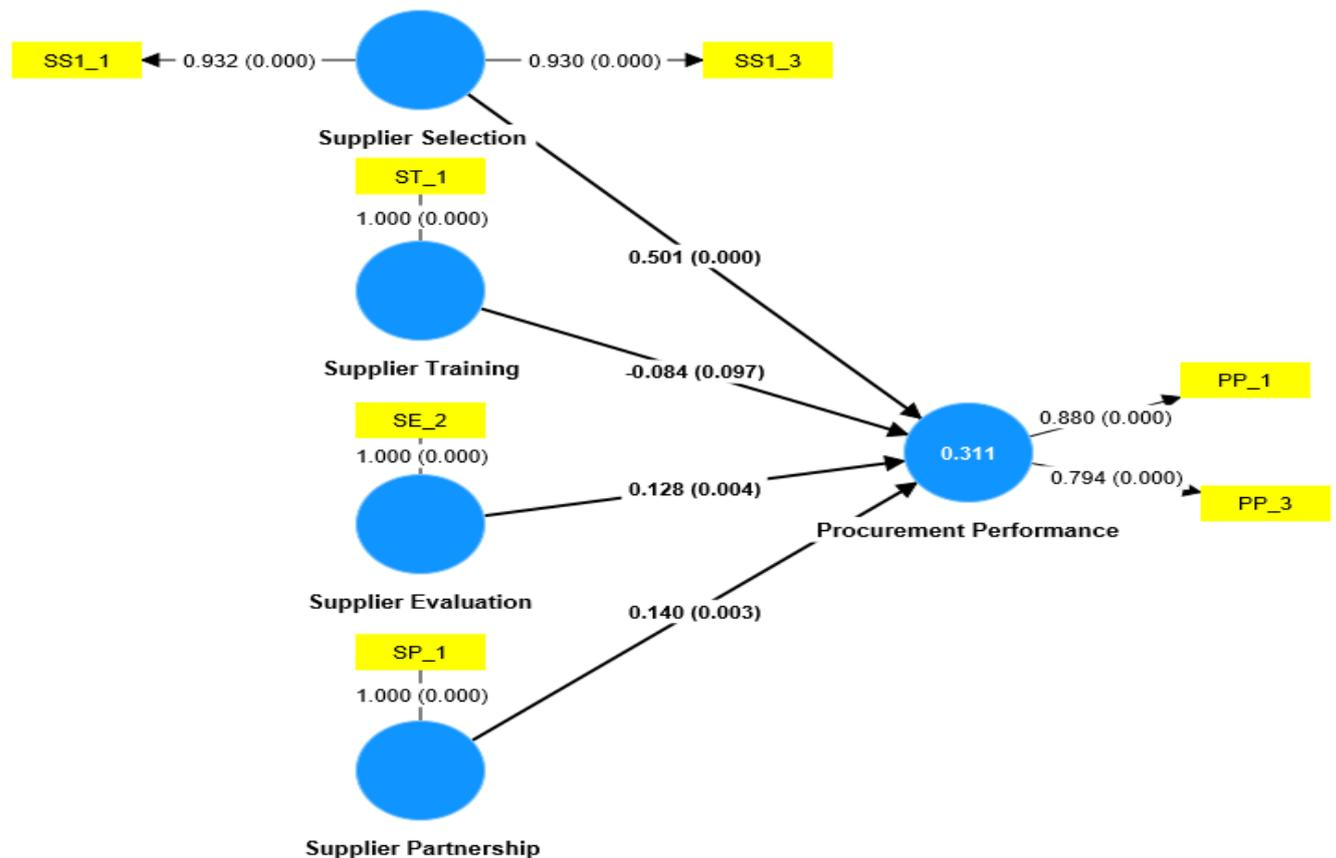 SS1_1
0.932 (0.000)
0.930 (0.000)
SS1_3
Supplier Selection
ST_1
1.000 (0.000)
0.501 (0.000)
Supplier Training
-0.084 (0.097)
PP_1
SE_2
0.880 (0.000)
1.000 (0.000)
0.311
0.794 (0.000)
0.128 (0.004)
PP_3
Procurement Performance
Supplier Evaluation
0.140 (0.003)
SP_1
1.000 (0.000)
Supplier Partnership